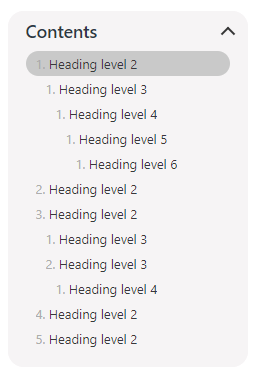 Contents
1. Heading level 2
1. Heading level 3
1. Heading level 4
1. Heading level 5
1. Heading level 6
2. Heading level 2
3. Heading level 2
1. Heading level 3
2. Heading level 3
1. Heading level 4
4. Heading level 2
5. Heading level 2